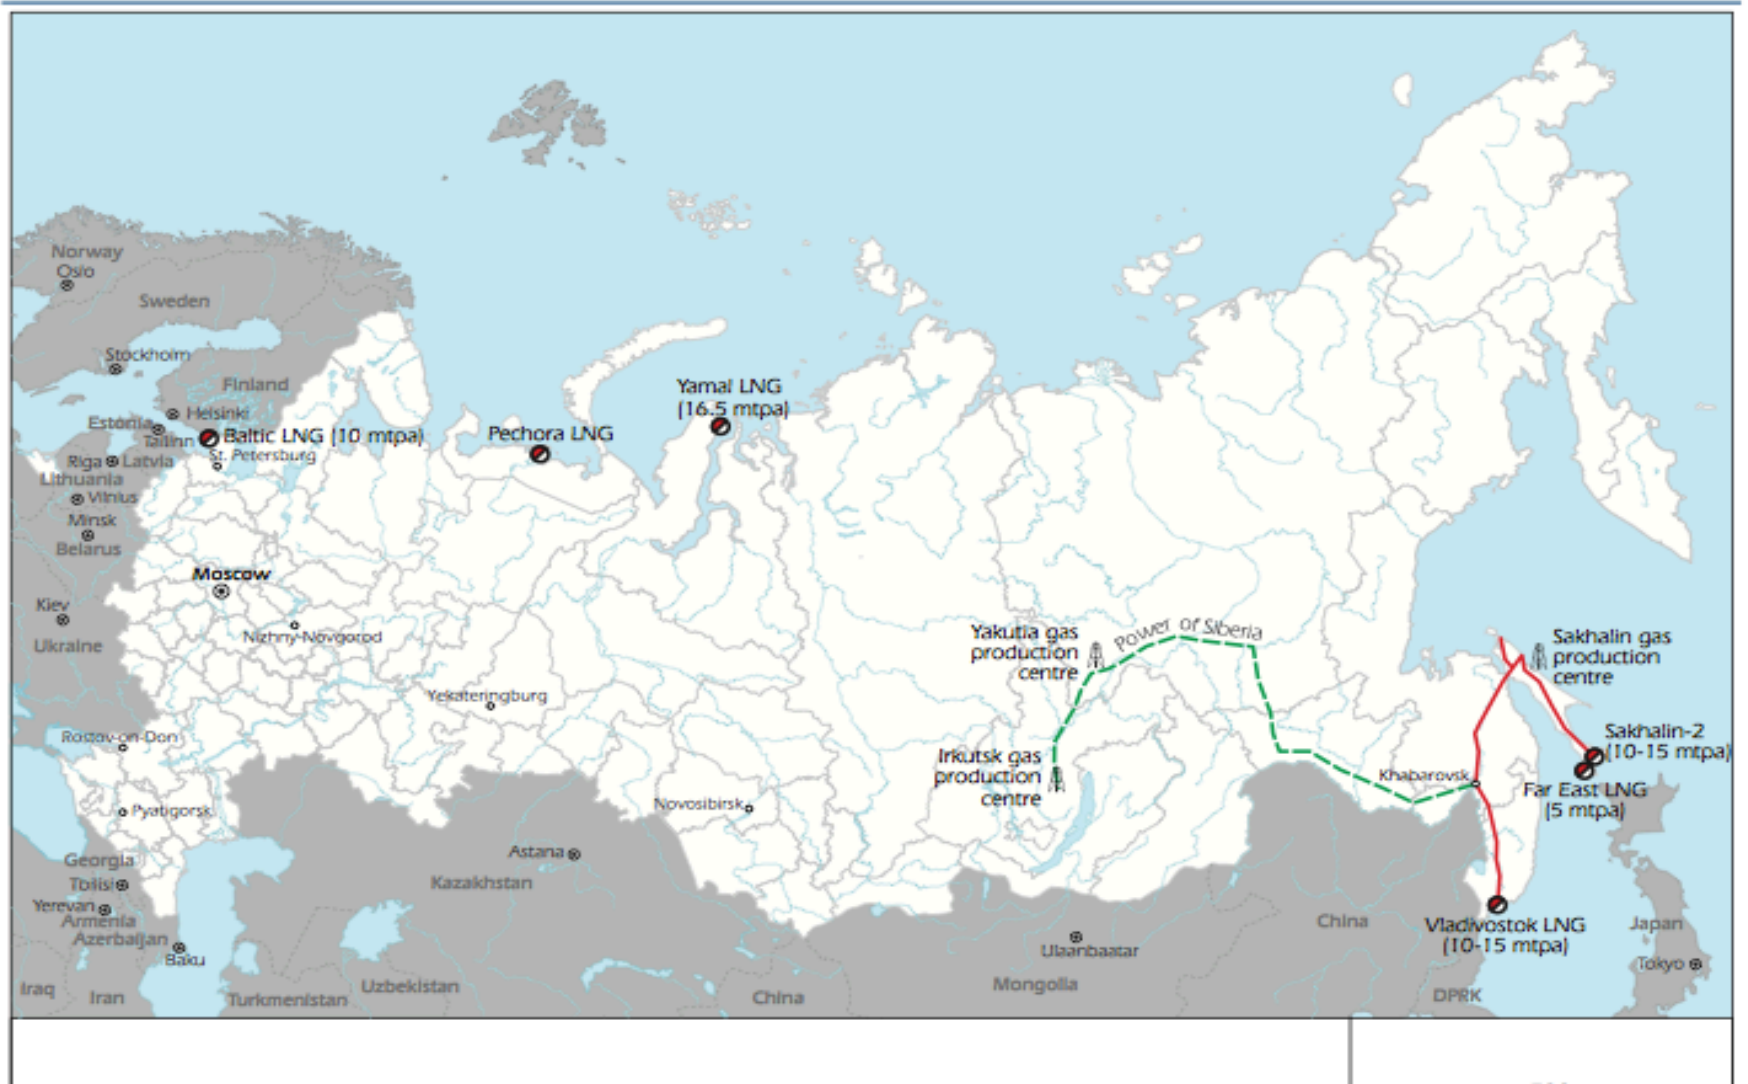 Norway
Oslo
Sweden
Stockholm
Finland
Yamal LNG
(16.5 mtpa)
Helsinki
Estonia
Tallinn
Baltic LNG (10 mtpa)
Pechora LNG
St. Petersburg
Riga
Latvia
Lithuania
Vilnius
Minsk
Belarus
Moscow
Kiev
Ukraine
Nizhny-Novgorod
Yakutia gas
production
centre
Power of Siberia
Sakhalin gas
production
centre
Yekateringburg
Rostov-on-Don
Sakhalin-2
(10-15 mtpa)
Irkutsk gas
production
centre
Khabarovsk
Far East LNG
(5 mtpa)
Novosibirsk
Pyatigorsk
Georgia
Tbilisi
Astana
Kazakhstan
Yerevan
Armenia
Azerbaijan
Baku
China
Vladivostok LNG
(10-15 mtpa)
Japan
Tokyo
Ulaanbaatar
Mongolia
Iraq
Iran
Turkmenistan
Uzbekistan
China
DPRK